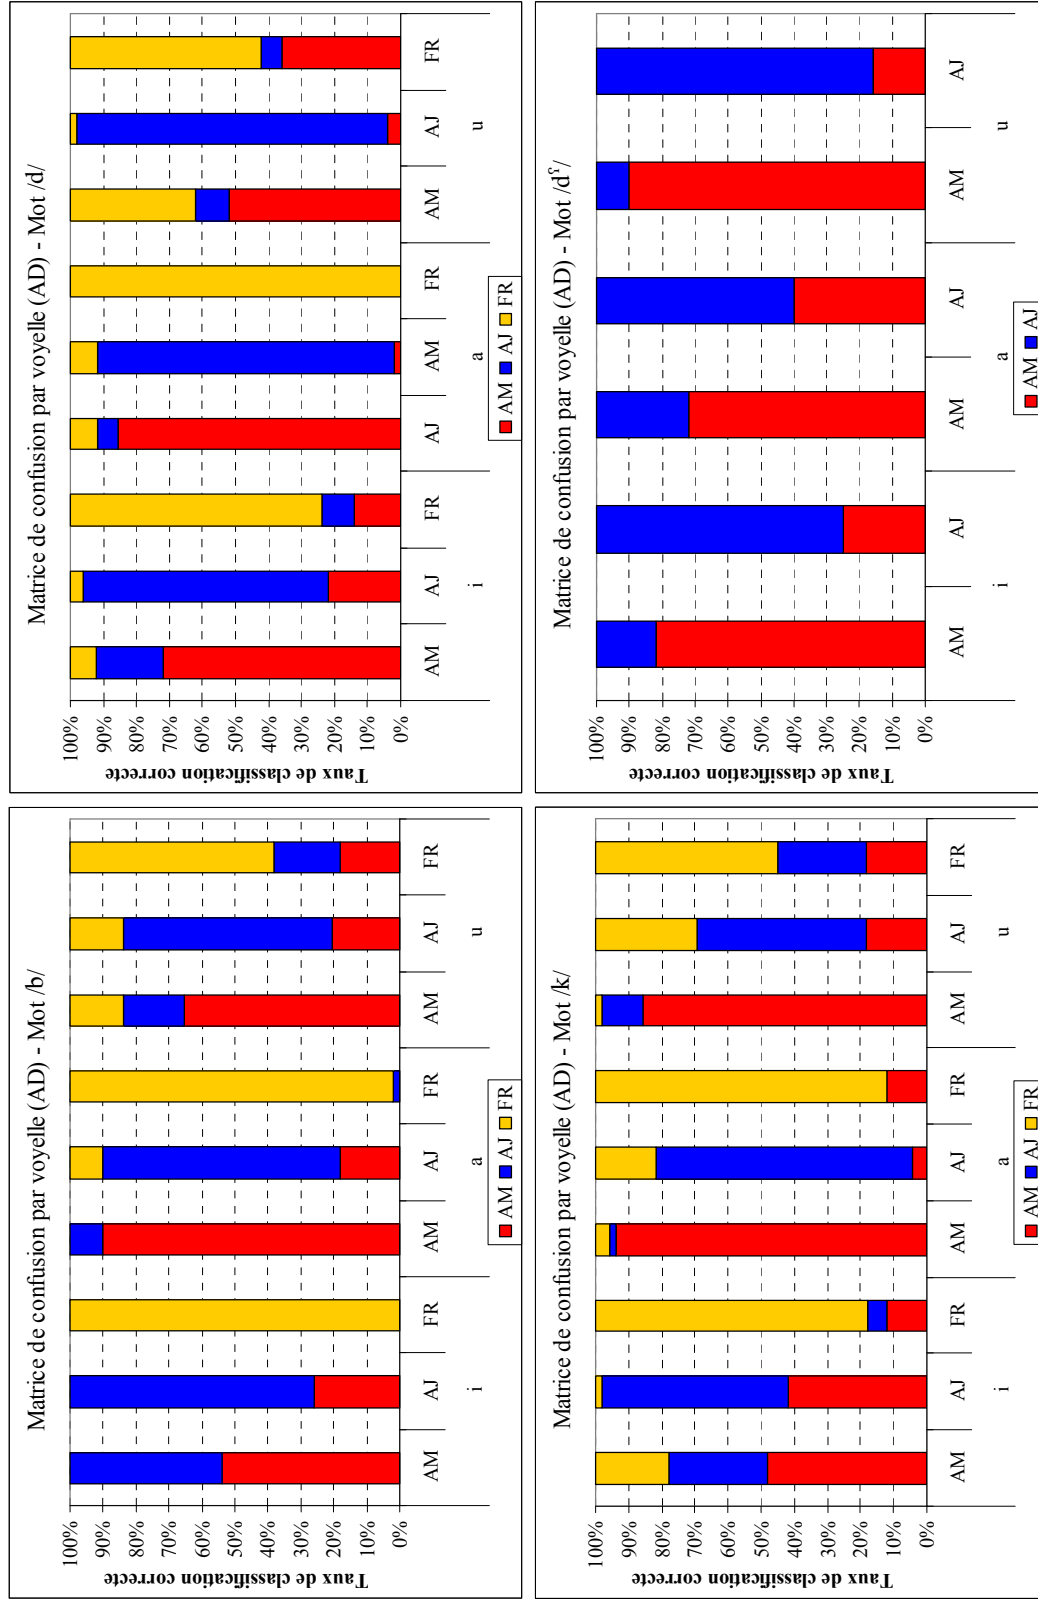 Matrice de confusion par voyelle (AD) - Mot /b/
Taux de classification correcte
100%
90%
80%
70%
60%
50%
40%
30%
20%
10%
0%
AM AJ FR AM AJ FR AM AJ FR
i a u
AM AJ FR
Matrice de confusion par voyelle (AD) - Mot /d/
Taux de classification correcte
100%
90%
80%
70%
60%
50%
40%
30%
20%
10%
0%
AM AJ FR AJ AM FR AM AJ FR
i a u
AM AJ FR
Matrice de confusion par voyelle (AD) - Mot /k/
Taux de classification correcte
100%
90%
80%
70%
60%
50%
40%
30%
20%
10%
0%
AM AJ FR AM AJ FR AM AJ FR
i a u
AM AJ FR
Matrice de confusion par voyelle (AD) - Mot /dˤ/
Taux de classification correcte
100%
90%
80%
70%
60%
50%
40%
30%
20%
10%
0%
AM AJ AM AJ AM AJ
i a u
AM AJ